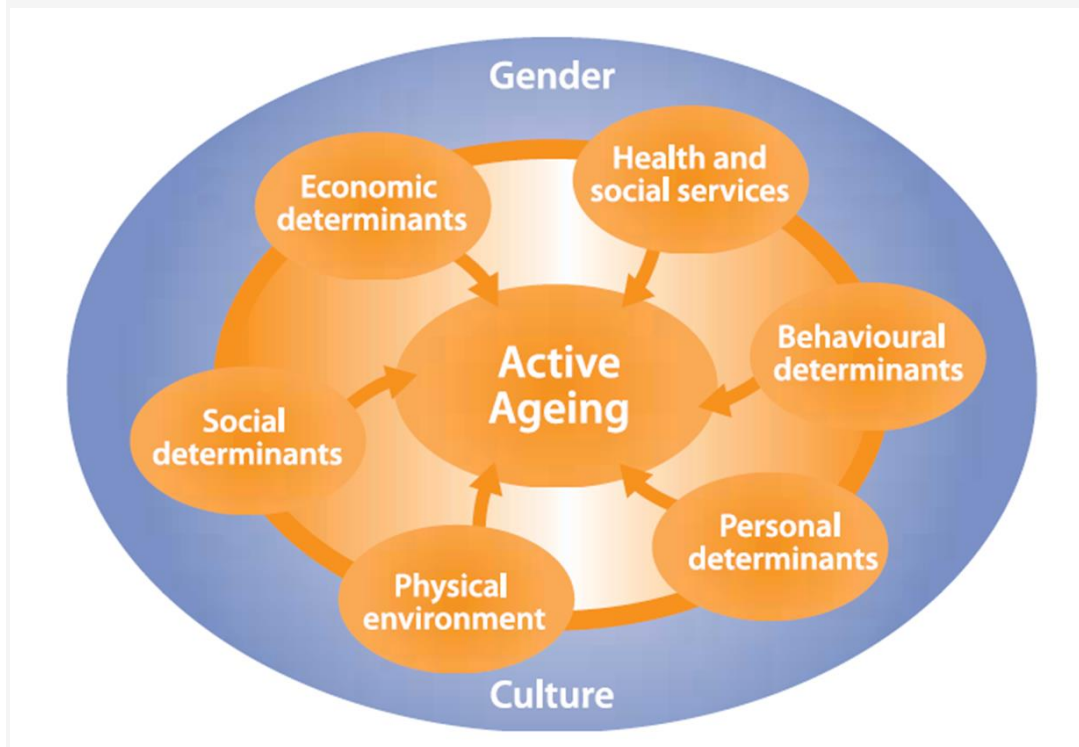 Gender
Economic
determinants
Health and
social services
Behavioural
determinants
Active
Ageing
Social
determinants
Personal
determinants
Physical
environment
Culture